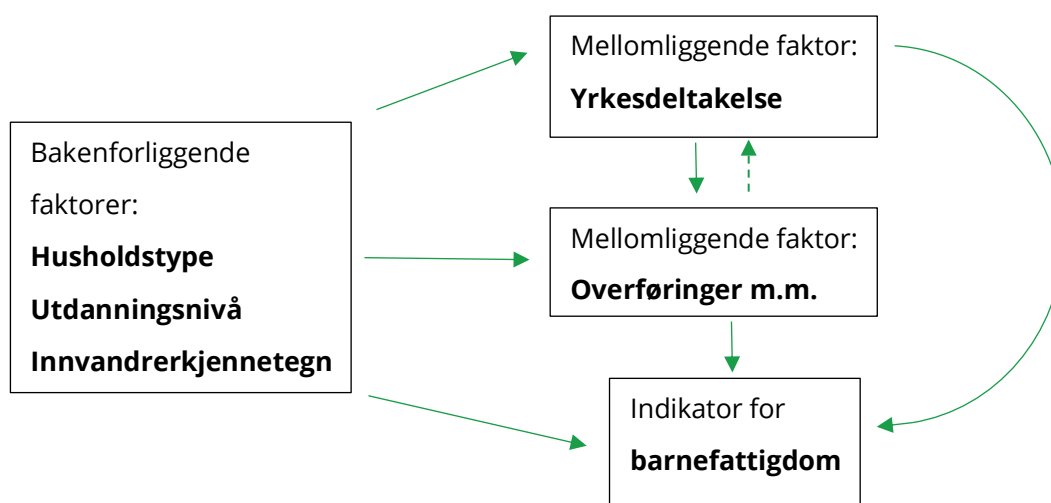 Mellomliggende faktor:
Yrkesdeltakelse
Bakenforliggende
faktorer:
Husholdstype
Utdanningsnivå
Innvandrerkjennetegn
Mellomliggende faktor:
Overføringer m.m.
Indikator for
barnefattigdom